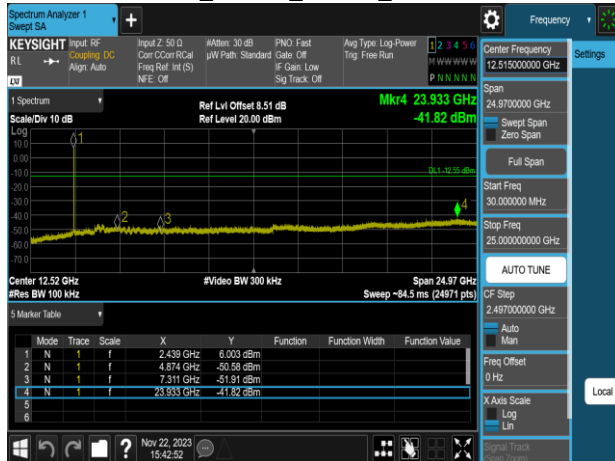 Spectrum Analyzer 1
Swept SA
+
Frequency
KEYSIGHT
RL
LXI
Input: RF
Coupling: DC
Align: Auto
Input Z: 50 Ω
Corr CCorr RCal
Freq Ref: Int (S)
NFE: Off
#Atten: 30 dB
µW Path: Standard
PNO: Fast
Gate: Off
IF Gain: Low
Sig Track: Off
Avg Type: Log-Power
Trig: Free Run
1 2 3 4 5 6
M W W W W W
P N N N N N
1 Spectrum
Scale/Div 10 dB
Ref Lvl Offset 8.51 dB
Ref Level 20.00 dBm
Mkr4 23.933 GHz
-41.82 dBm
Log
10.0
0.00
-10.0
-20.0
-30.0
-40.0
-50.0
-60.0
-70.0
1
2
3
4
DL1 -12.55 dBm
Center 12.52 GHz
#Res BW 100 kHz
#Video BW 300 kHz
Span 24.97 GHz
Sweep ~84.5 ms (24971 pts)
5 Marker Table
Mode Trace Scale X Y Function Function Width Function Value
1 N 1 f 2.439 GHz 6.003 dBm
2 N 1 f 4.874 GHz -50.58 dBm
3 N 1 f 7.311 GHz -51.91 dBm
4 N 1 f 23.933 GHz -41.82 dBm
5
6
?
Nov 22, 2023
15:42:52
Center Frequency
12.515000000 GHz
Settings
Span
24.9700000 GHz
Swept Span
Zero Span
Full Span
Start Freq
30.000000 MHz
Stop Freq
25.000000000 GHz
AUTO TUNE
CF Step
2.497000000 GHz
Auto
Man
Freq Offset
0 Hz
X Axis Scale
Log
Lin
Local
Signal Track
(Span Zoom)